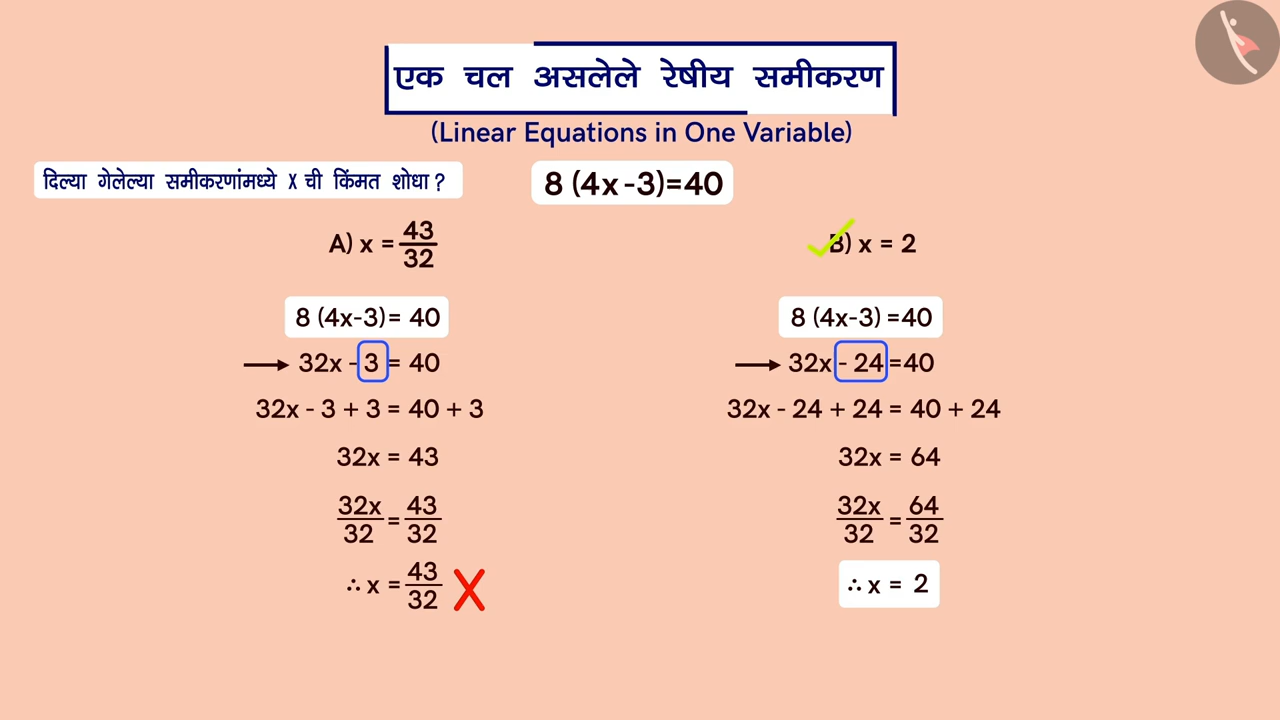 एक चल असलेले रेषीय समीकरण
(Linear Equations in One Variable)
दिल्या गेलेल्या समीकरणांमध्ये x ची किंमत शोधा ?
8 (4x -3)=40
A) x = 43/32
B) x = 2
8 (4x-3)= 40
32x - 3 = 40
32x - 3 + 3 = 40 + 3
32x = 43
32x/32 = 43/32
∴ x = 43/32
8 (4x-3) =40
32x - 24 =40
32x - 24 + 24 = 40 + 24
32x = 64
32x/32 = 64/32
∴ x = 2